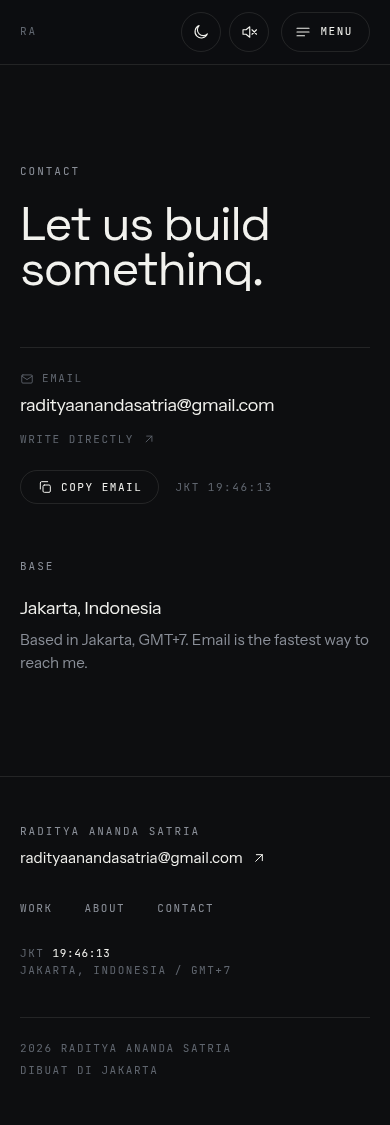 RA
MENU
CONTACT
Let us build
something.
EMAIL
radityaanandasatria@gmail.com
WRITE DIRECTLY
COPY EMAIL
JKT 19:46:13
BASE
Jakarta, Indonesia
Based in Jakarta, GMT+7. Email is the fastest way to
reach me.
RADITYA ANANDA SATRIA
radityaanandasatria@gmail.com
WORK ABOUT CONTACT
JKT 19:46:13
JAKARTA, INDONESIA / GMT+7
2026 RADITYA ANANDA SATRIA
DIBUAT DI JAKARTA